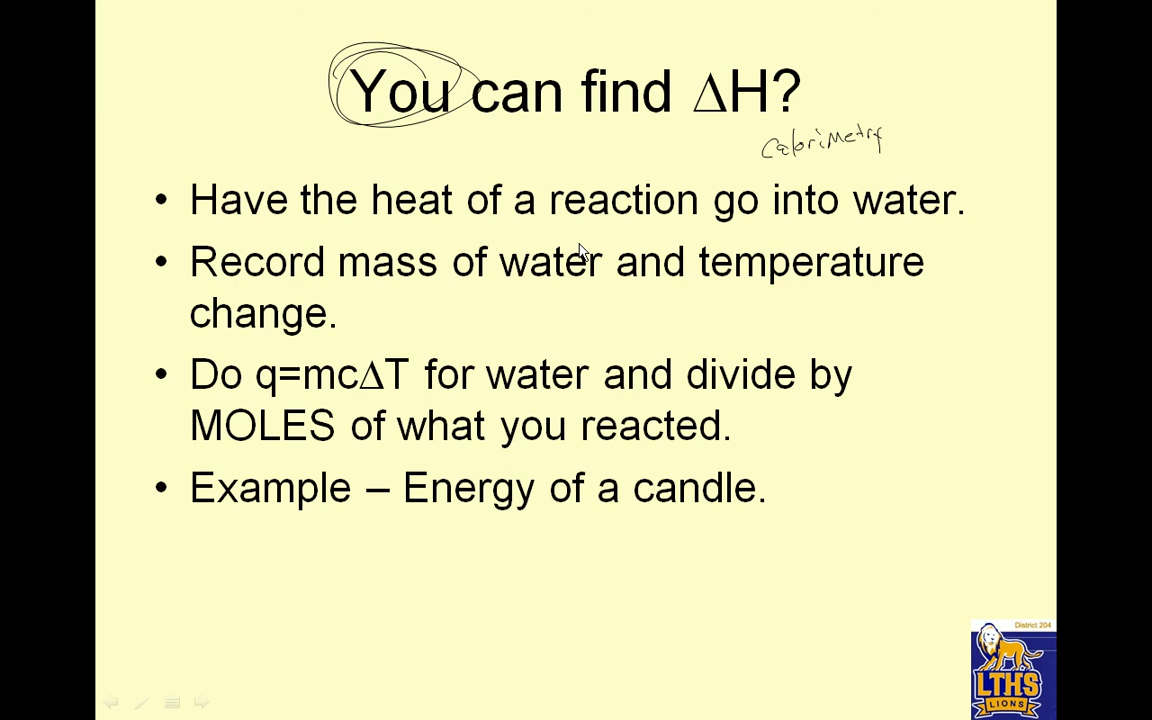 You can find ∆H?
Calorimetry
• Have the heat of a reaction go into water.
• Record mass of water and temperature
change.
• Do q=mc∆T for water and divide by
MOLES of what you reacted.
• Example – Energy of a candle.
District 204
LTHS
LIONS